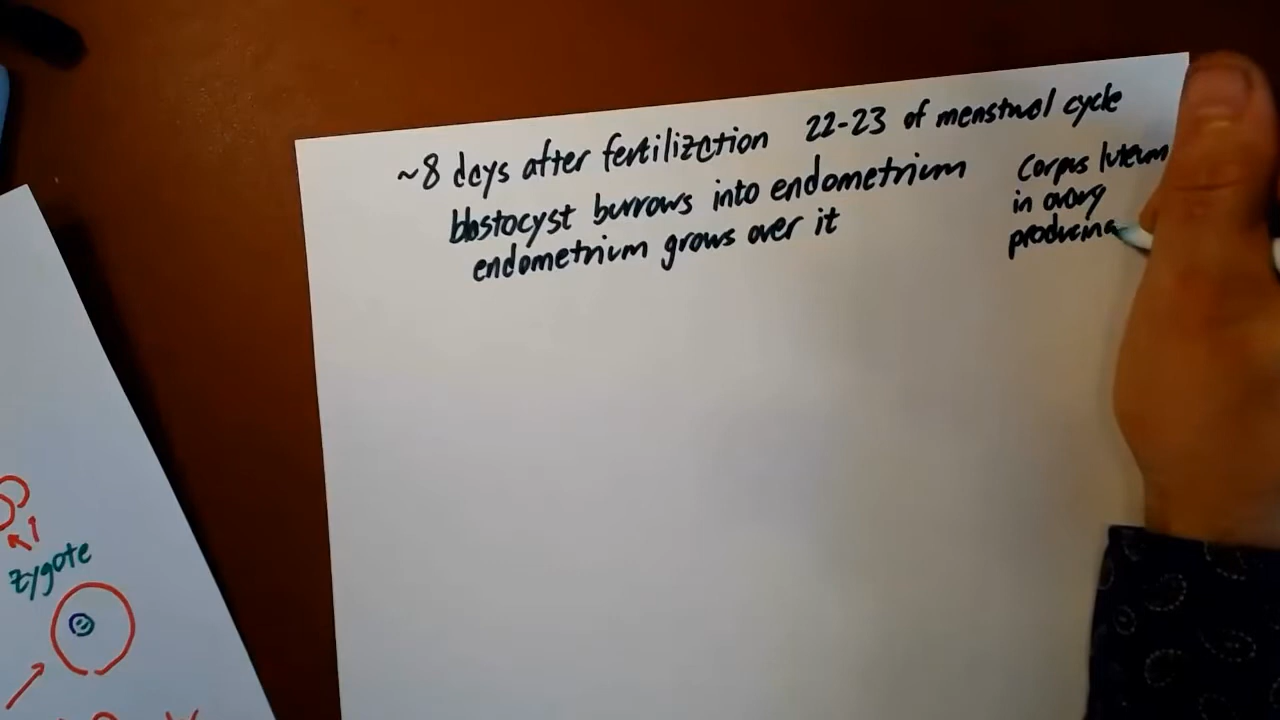 ~8 days after fertilization 22-23 of menstrual cycle
blastocyst burrows into endometrium
endometrium grows over it
Corpus luteum
in ovary
producing
zygote